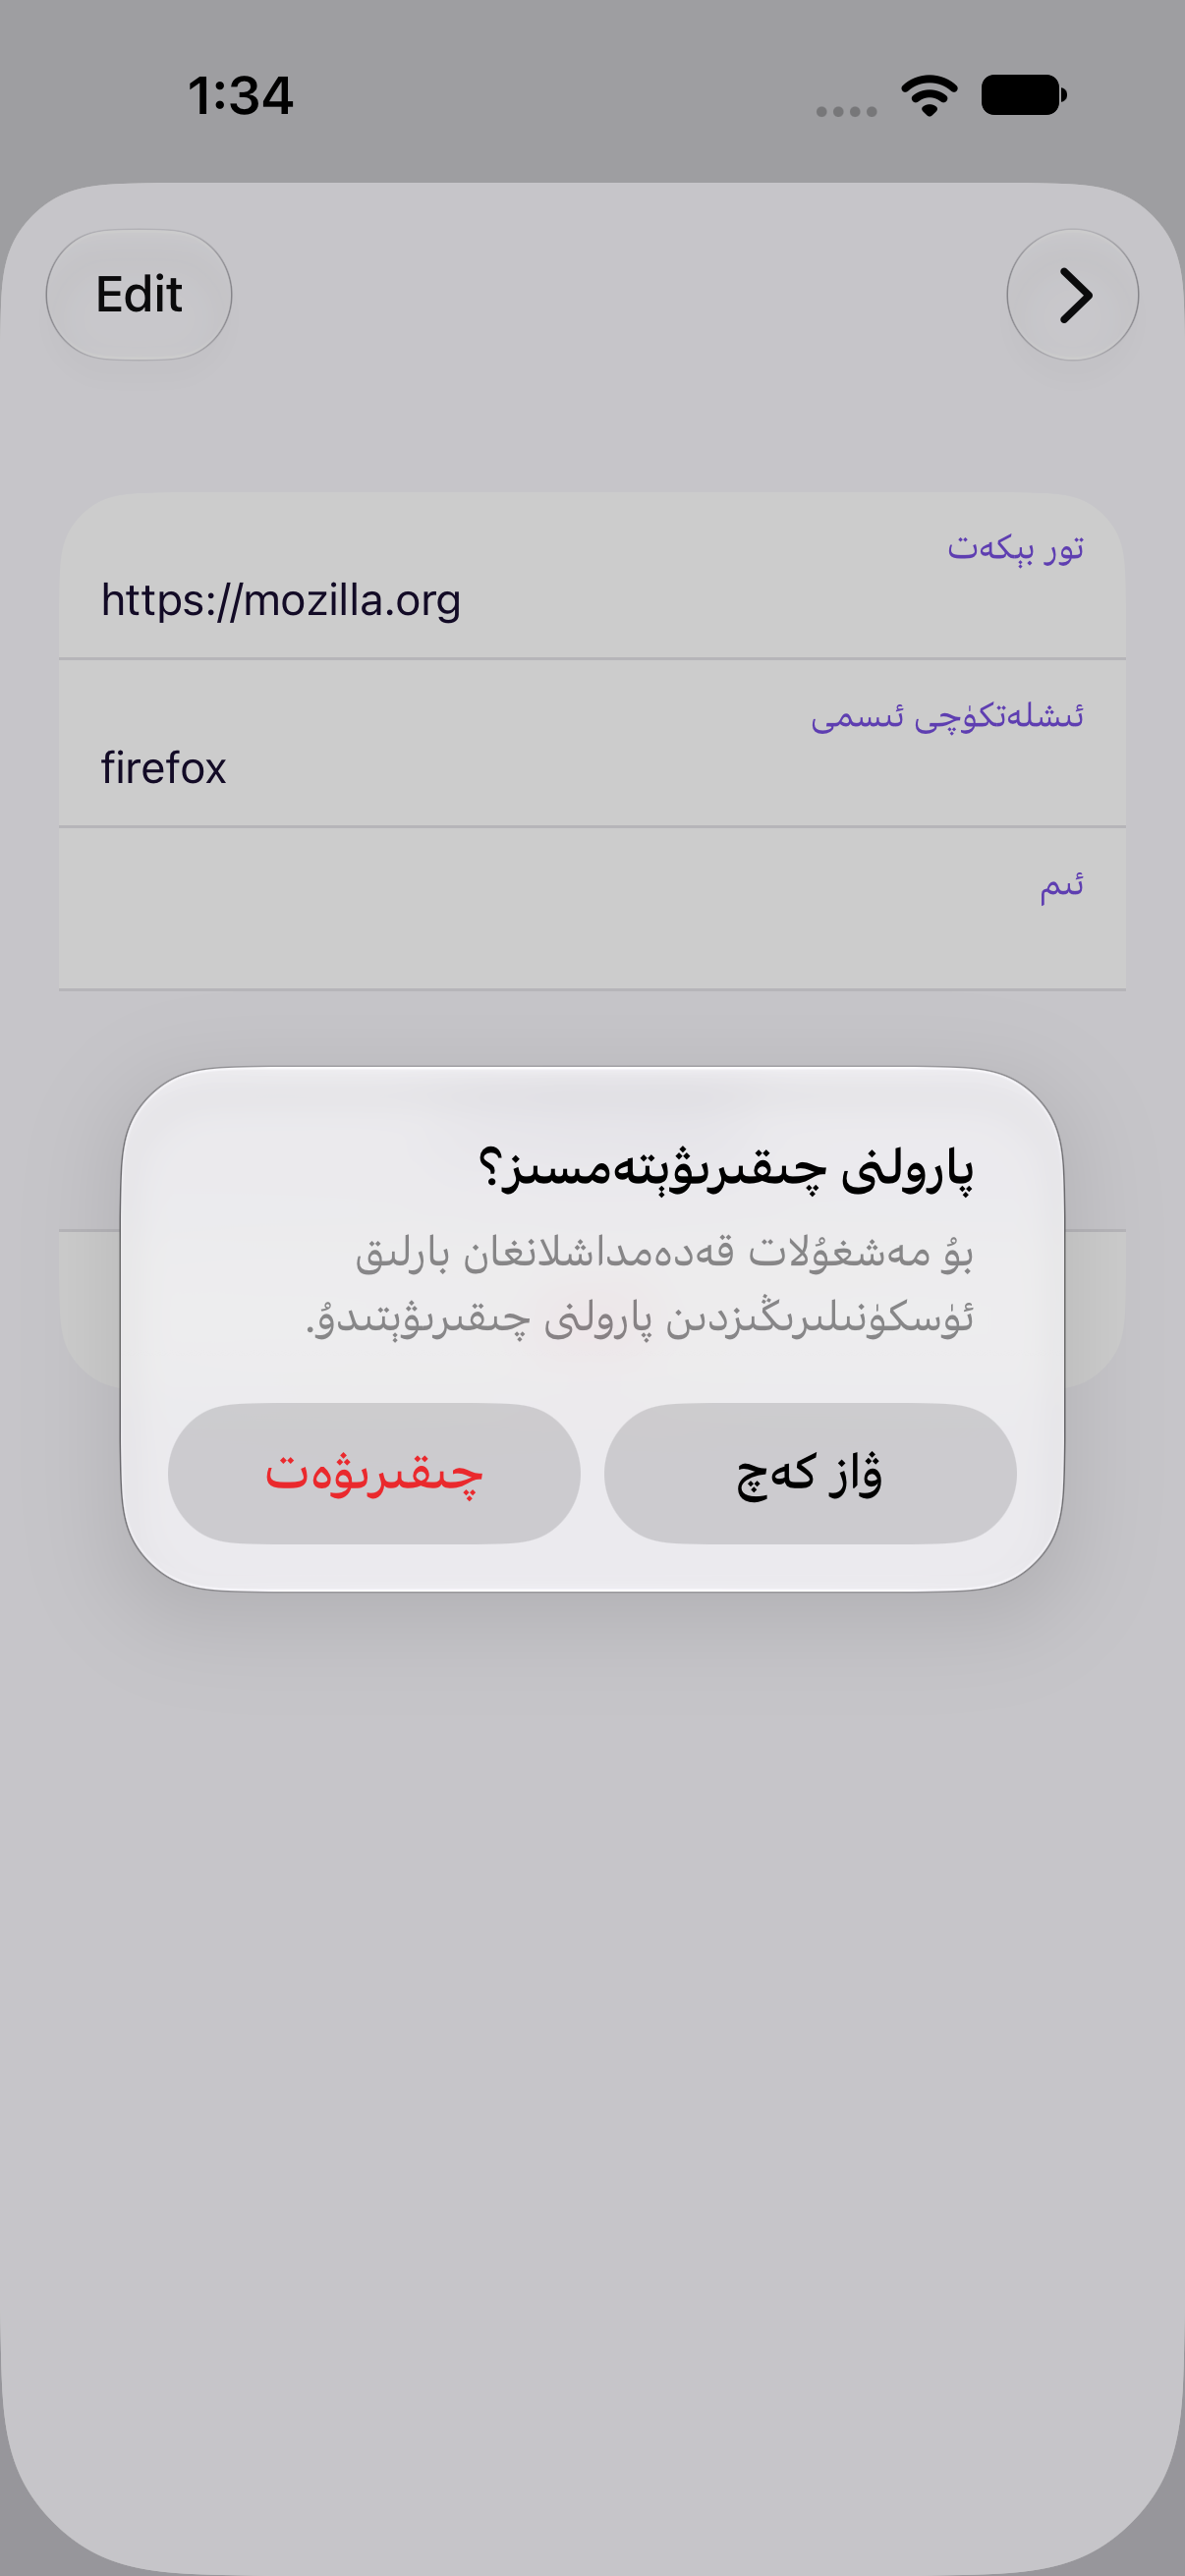 1:34
Edit
تور بېكەت
https://mozilla.org
ئىشلەتكۈچى ئىسمى
firefox
ئىم
پارولنى چىقىرىۋېتەمسىز؟
بۇ مەشغۇلات قەدەمداشلانغان بارلىق
ئۈسكۈنىلىرىڭىزدىن پارولنى چىقىرىۋېتىدۇ.
ۋاز كەچ
چىقىرىۋەت